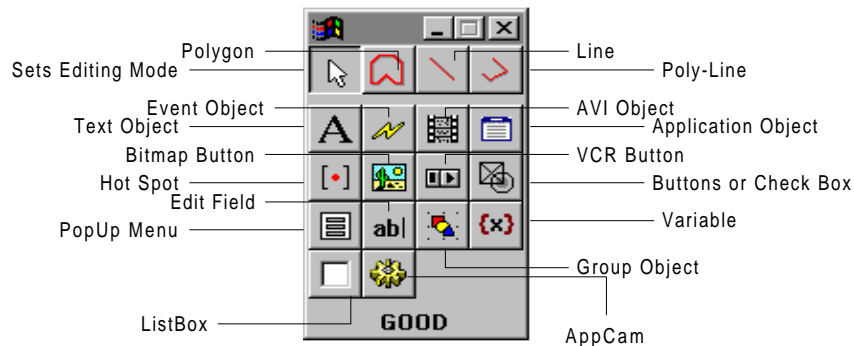 Polygon
Line
Sets Editing Mode
Poly-Line
Event Object
AVI Object
Text Object
A
Application Object
Bitmap Button
VCR Button
Hot Spot
[•]
Buttons or Check Box
Edit Field
PopUp Menu
ab|
{x}
Variable
Group Object
ListBox
GOOD
AppCam